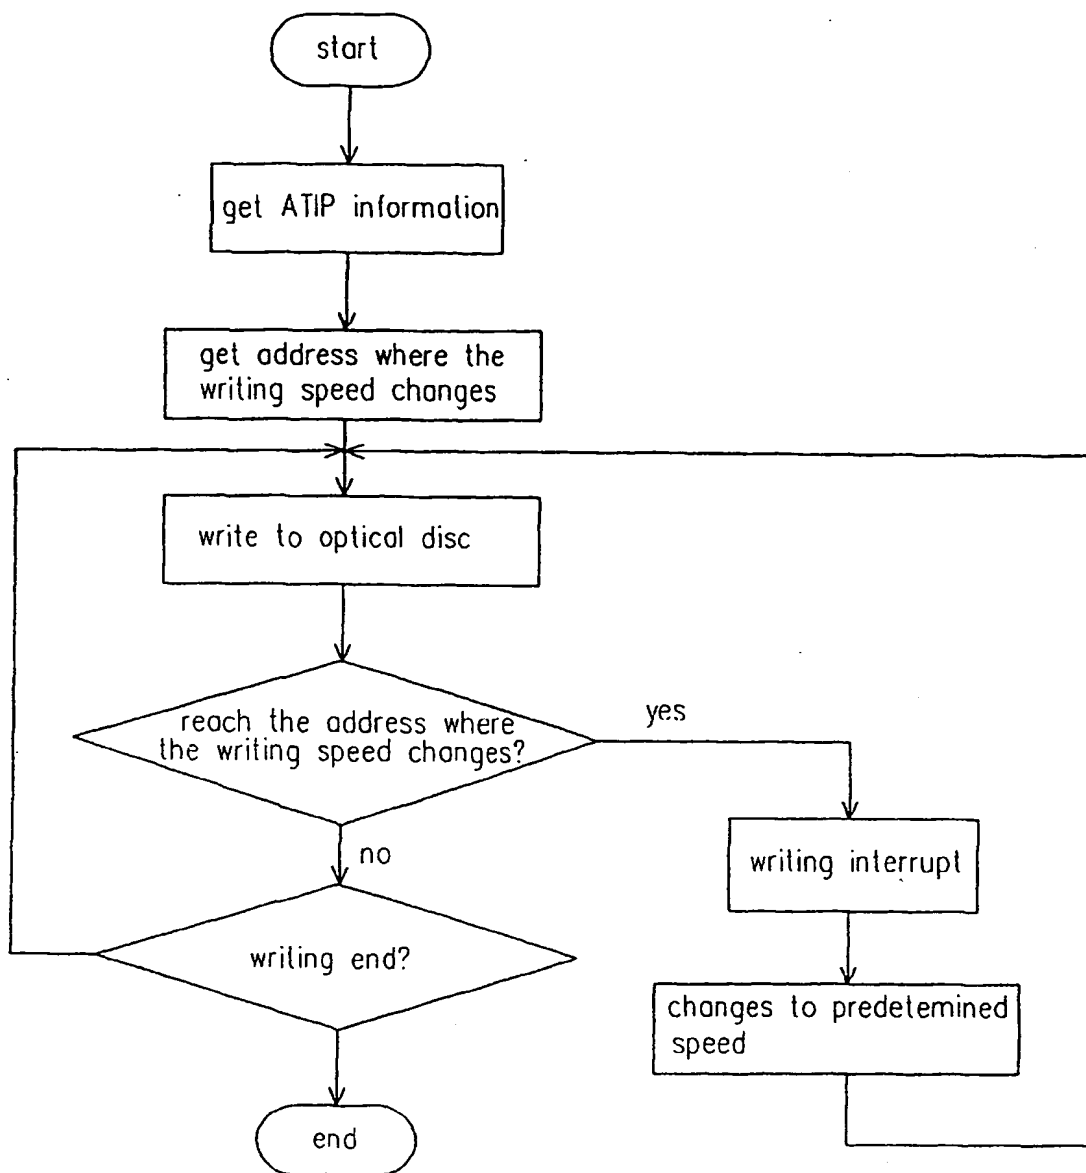 start
get ATIP information
get address where the
writing speed changes
write to optical disc
reach the address where
the writing speed changes?
yes
no
writing interrupt
writing end?
changes to predetemined
speed
end